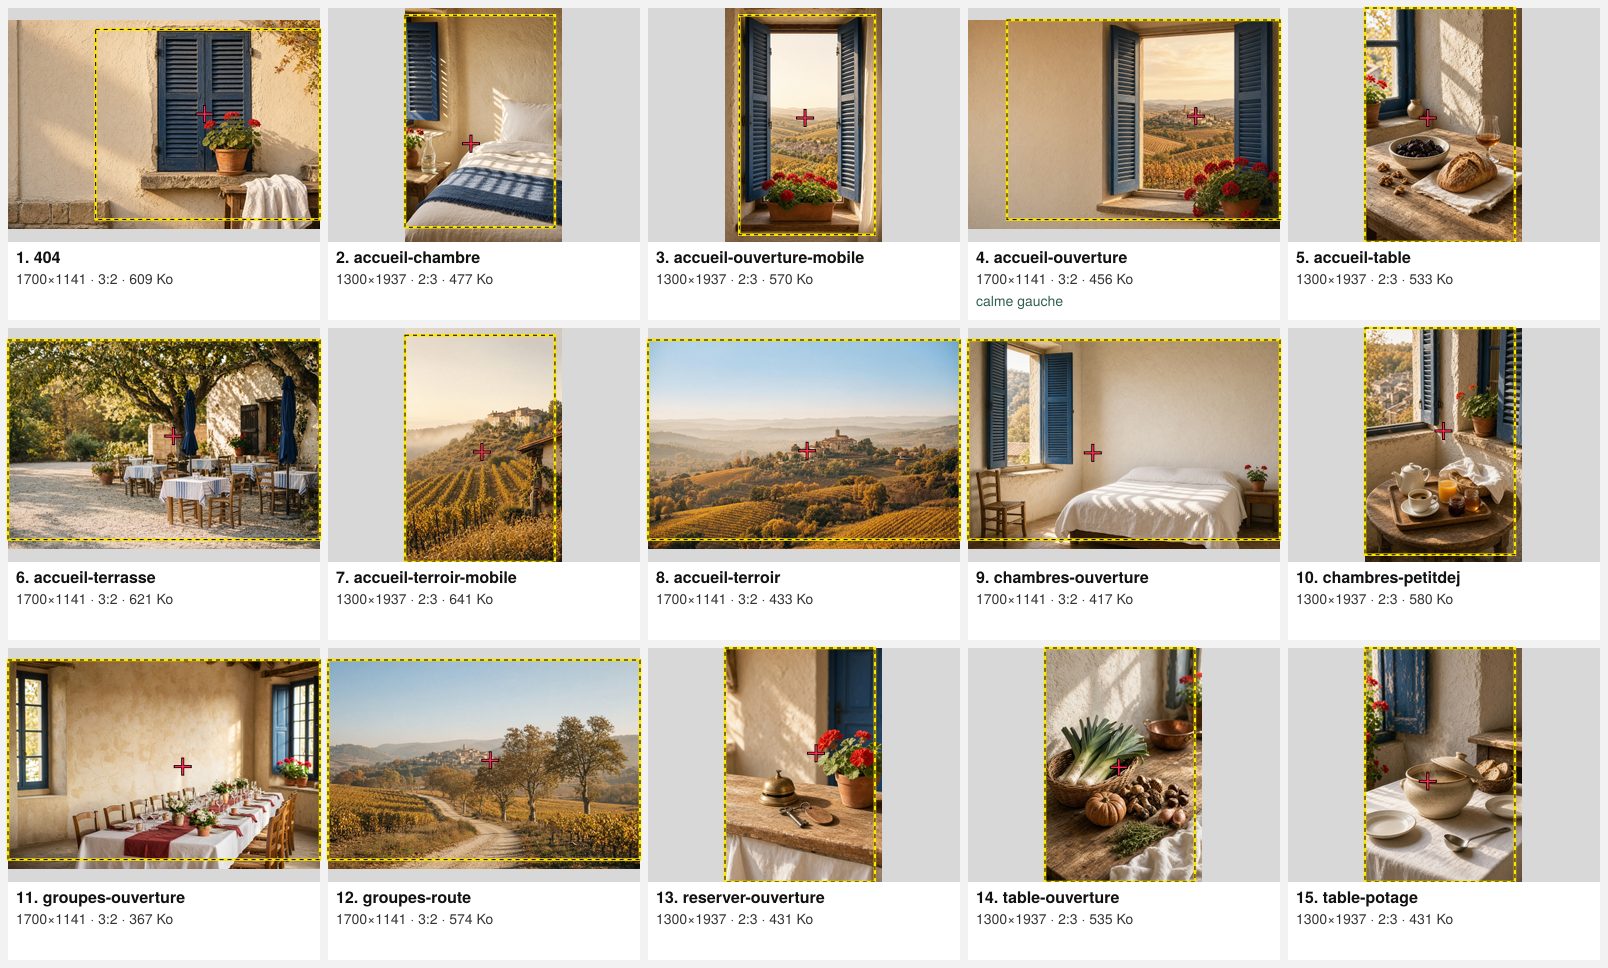 1. 404
1700×1141 · 3:2 · 609 Ko
2. accueil-chambre
1300×1937 · 2:3 · 477 Ko
3. accueil-ouverture-mobile
1300×1937 · 2:3 · 570 Ko
4. accueil-ouverture
1700×1141 · 3:2 · 456 Ko
calme gauche
5. accueil-table
1300×1937 · 2:3 · 533 Ko
6. accueil-terrasse
1700×1141 · 3:2 · 621 Ko
7. accueil-terroir-mobile
1300×1937 · 2:3 · 641 Ko
8. accueil-terroir
1700×1141 · 3:2 · 433 Ko
9. chambres-ouverture
1700×1141 · 3:2 · 417 Ko
10. chambres-petitdej
1300×1937 · 2:3 · 580 Ko
11. groupes-ouverture
1700×1141 · 3:2 · 367 Ko
12. groupes-route
1700×1141 · 3:2 · 574 Ko
13. reserver-ouverture
1300×1937 · 2:3 · 431 Ko
14. table-ouverture
1300×1937 · 2:3 · 535 Ko
15. table-potage
1300×1937 · 2:3 · 431 Ko